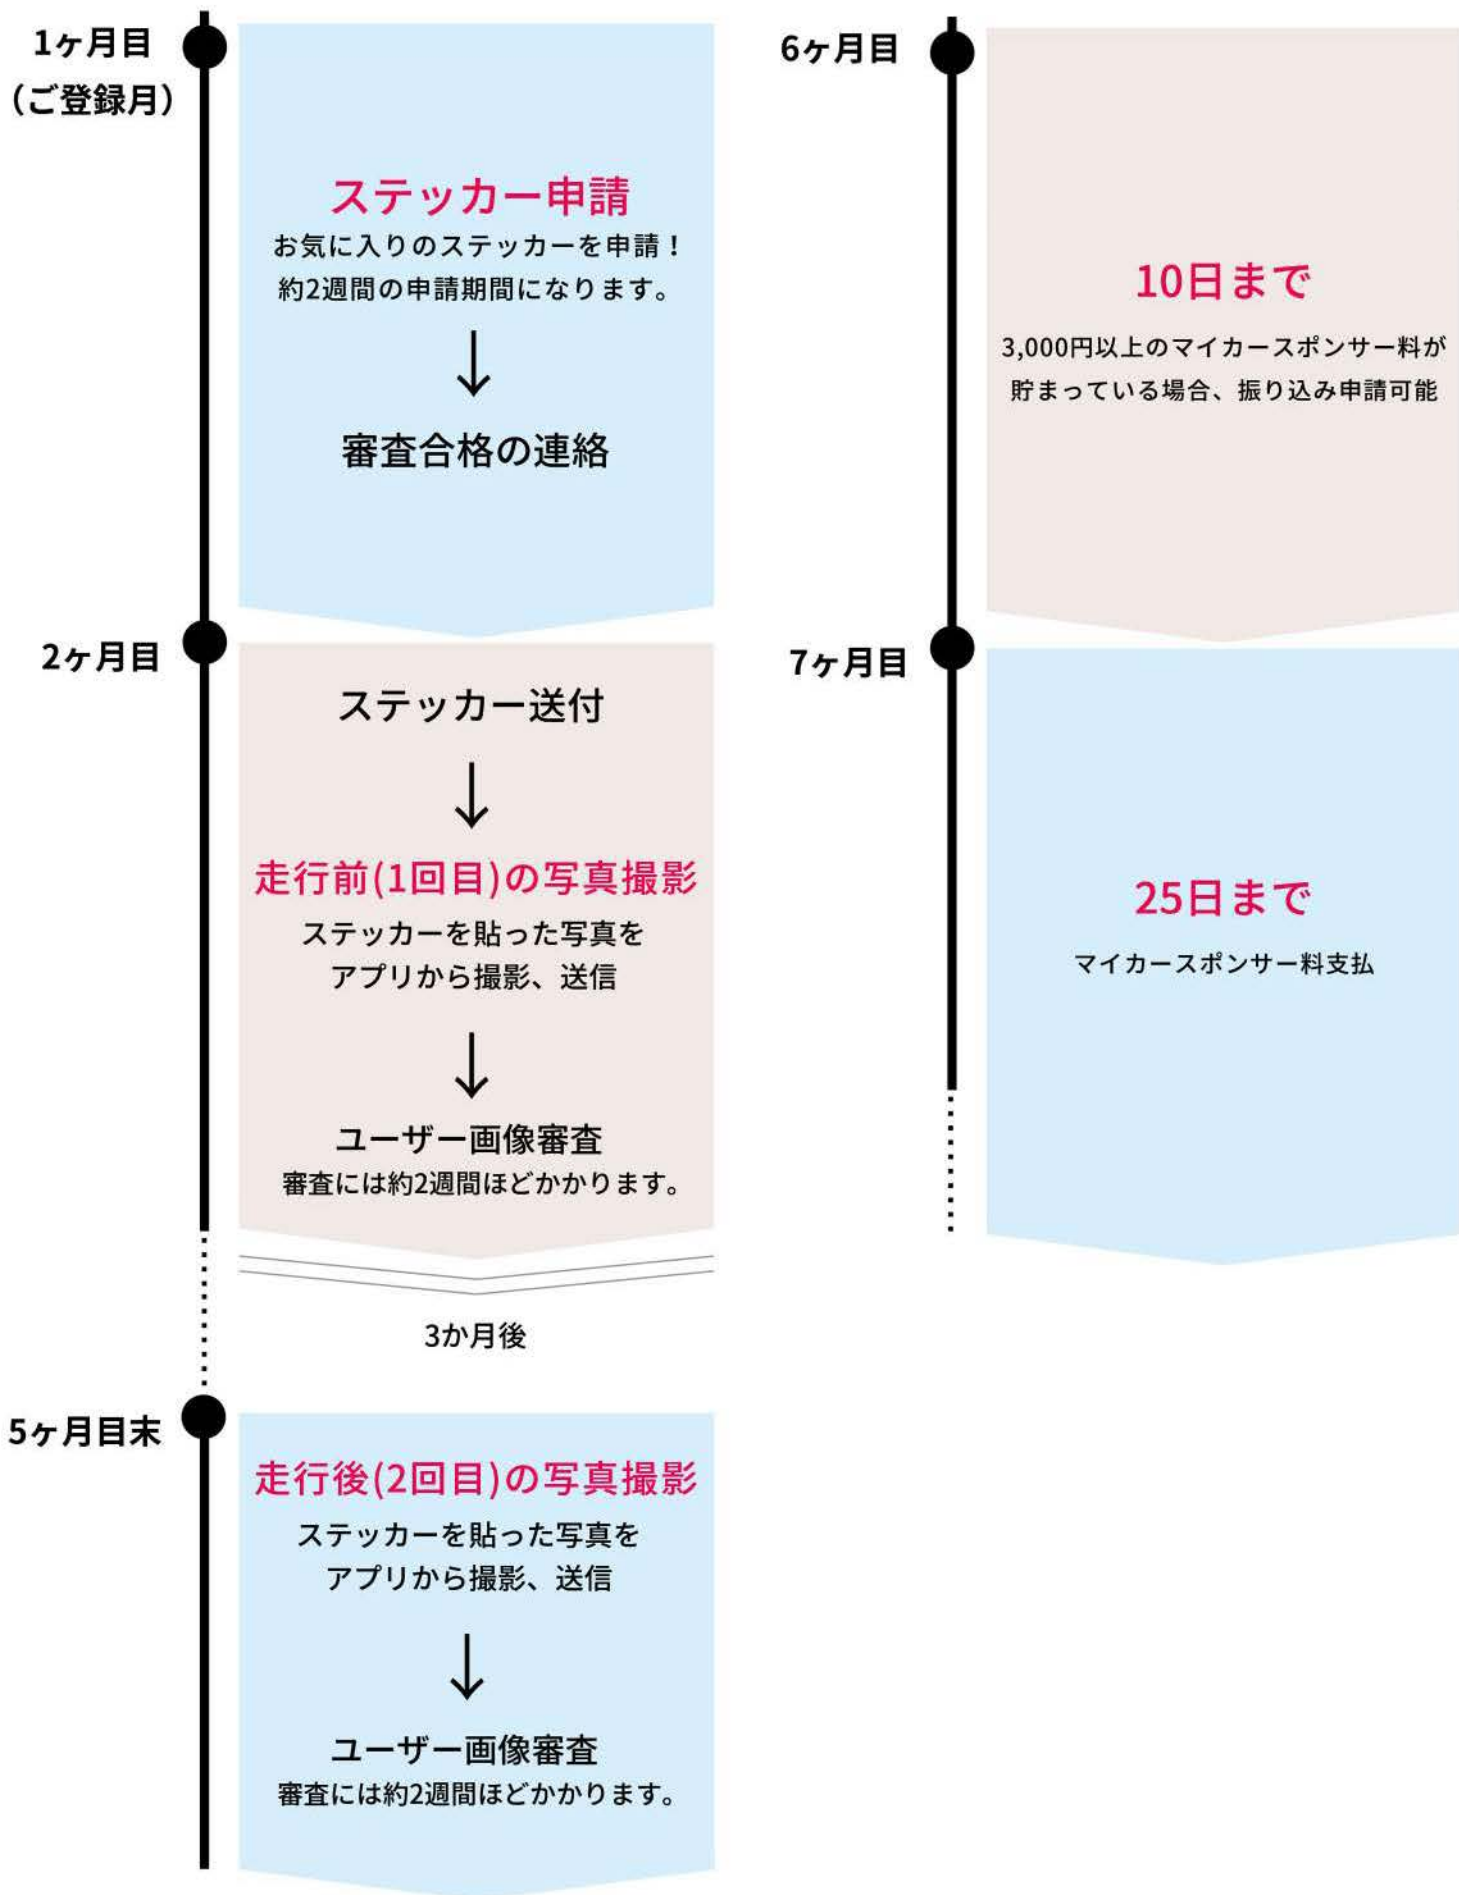 1ヶ月目
(ご登録月)
ステッカー申請
お気に入りのステッカーを申請！
約2週間の申請期間になります。
審査合格の連絡
2ヶ月目
ステッカー送付
走行前(1回目)の写真撮影
ステッカーを貼った写真を
アプリから撮影、送信
ユーザー画像審査
審査には約2週間ほどかかります。
3か月後
5ヶ月目末
走行後(2回目)の写真撮影
ステッカーを貼った写真を
アプリから撮影、送信
ユーザー画像審査
審査には約2週間ほどかかります。
6ヶ月目
10日まで
3,000円以上のマイカースポンサー料が
貯まっている場合、振り込み申請可能
7ヶ月目
25日まで
マイカースポンサー料支払